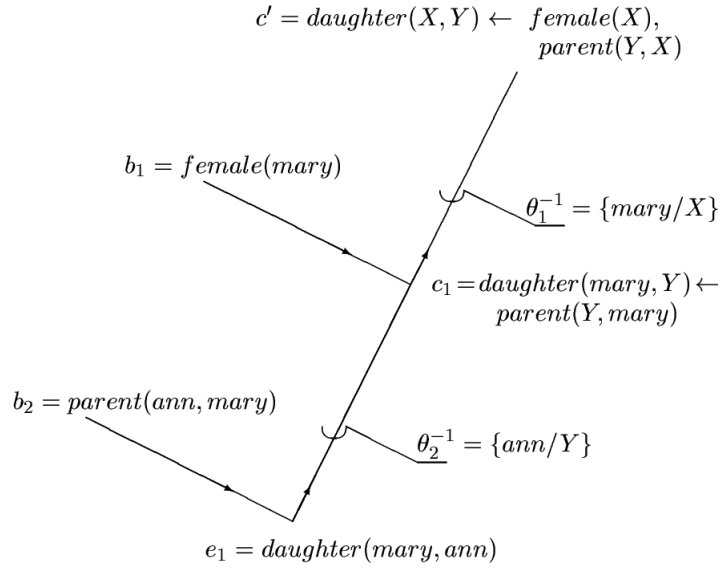 c′ = daughter(X, Y) ← female(X),
parent(Y, X)
b₁ = female(mary)
θ₁⁻¹ = {mary/X}
c₁ = daughter(mary, Y) ←
parent(Y, mary)
b₂ = parent(ann, mary)
θ₂⁻¹ = {ann/Y}
e₁ = daughter(mary, ann)